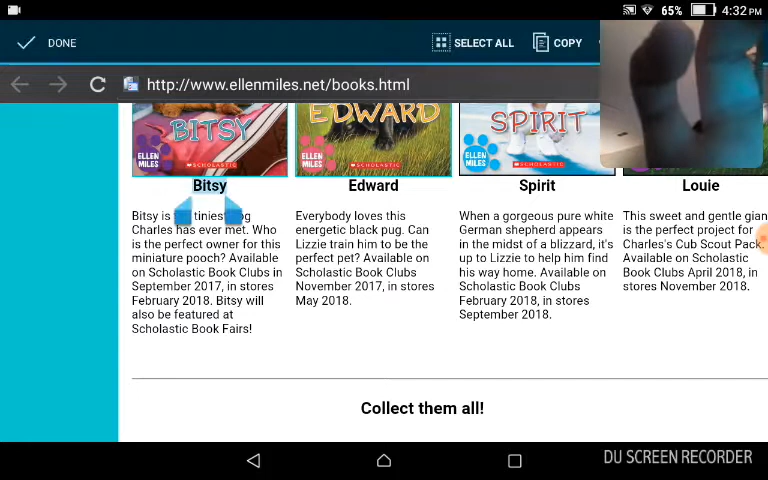 65% 4:32 PM
DONE SELECT ALL COPY
http://www.ellenmiles.net/books.html
BITSY EDWARD SPIRIT
ELLEN MILES SCHOLASTIC ELLEN MILES SCHOLASTIC ELLEN MILES SCHOLASTIC
Bitsy Edward Spirit Louie
Bitsy is the tiniest dog
Charles has ever met. Who
is the perfect owner for this
miniature pooch? Available
on Scholastic Book Clubs in
September 2017, in stores
February 2018. Bitsy will
also be featured at
Scholastic Book Fairs!
Everybody loves this
energetic black pug. Can
Lizzie train him to be the
perfect pet? Available on
Scholastic Book Clubs
November 2017, in stores
May 2018.
When a gorgeous pure white
German shepherd appears
in the midst of a blizzard, it's
up to Lizzie to help him find
his way home. Available on
Scholastic Book Clubs
February 2018, in stores
September 2018.
This sweet and gentle gian
is the perfect project for
Charles's Cub Scout Pack.
Available on Scholastic
Book Clubs April 2018, in
stores November 2018.
Collect them all!
DU SCREEN RECORDER